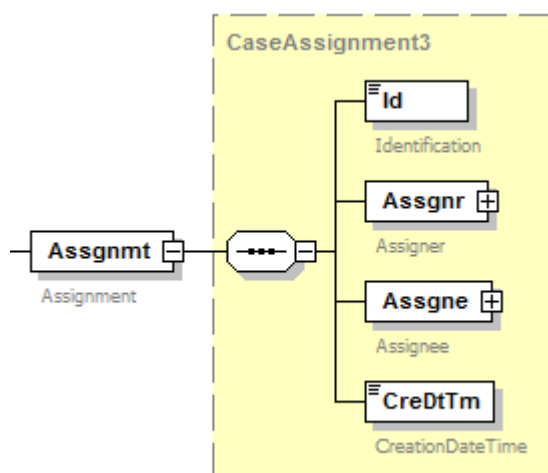 CaseAssignment3
Id
Identification
Assgnr
Assigner
Assgnmt
Assignment
Assgne
Assignee
CreDtTm
CreationDateTime